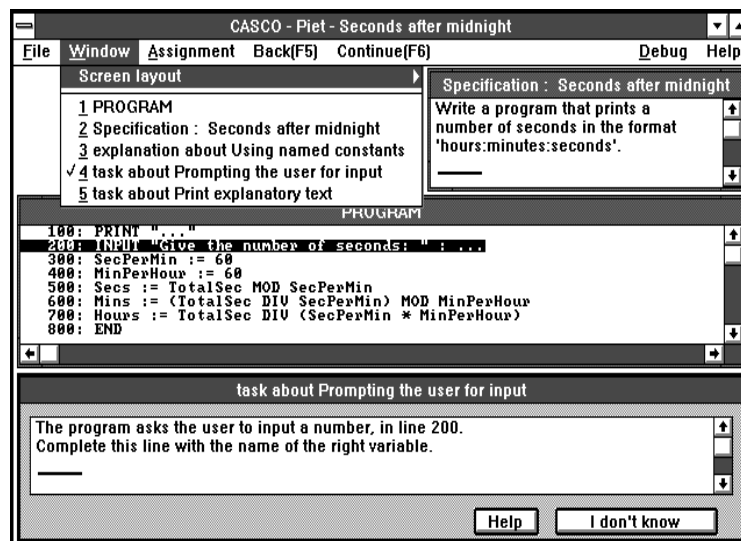 CASCO - Piet - Seconds after midnight
File Window Assignment Back(F5) Continue(F6) Debug Help
Screen layout
1 PROGRAM
2 Specification : Seconds after midnight
3 explanation about Using named constants
✓ 4 task about Prompting the user for input
5 task about Print explanatory text
Specification : Seconds after midnight
Write a program that prints a
number of seconds in the format
'hours:minutes:seconds'.
PROGRAM
100: PRINT "..."
200: INPUT "Give the number of seconds: " : ...
300: SecPerMin := 60
400: MinPerHour := 60
500: Secs := TotalSec MOD SecPerMin
600: Mins := (TotalSec DIV SecPerMin) MOD MinPerHour
700: Hours := TotalSec DIV (SecPerMin * MinPerHour)
800: END
task about Prompting the user for input
The program asks the user to input a number, in line 200.
Complete this line with the name of the right variable.
Help I don't know